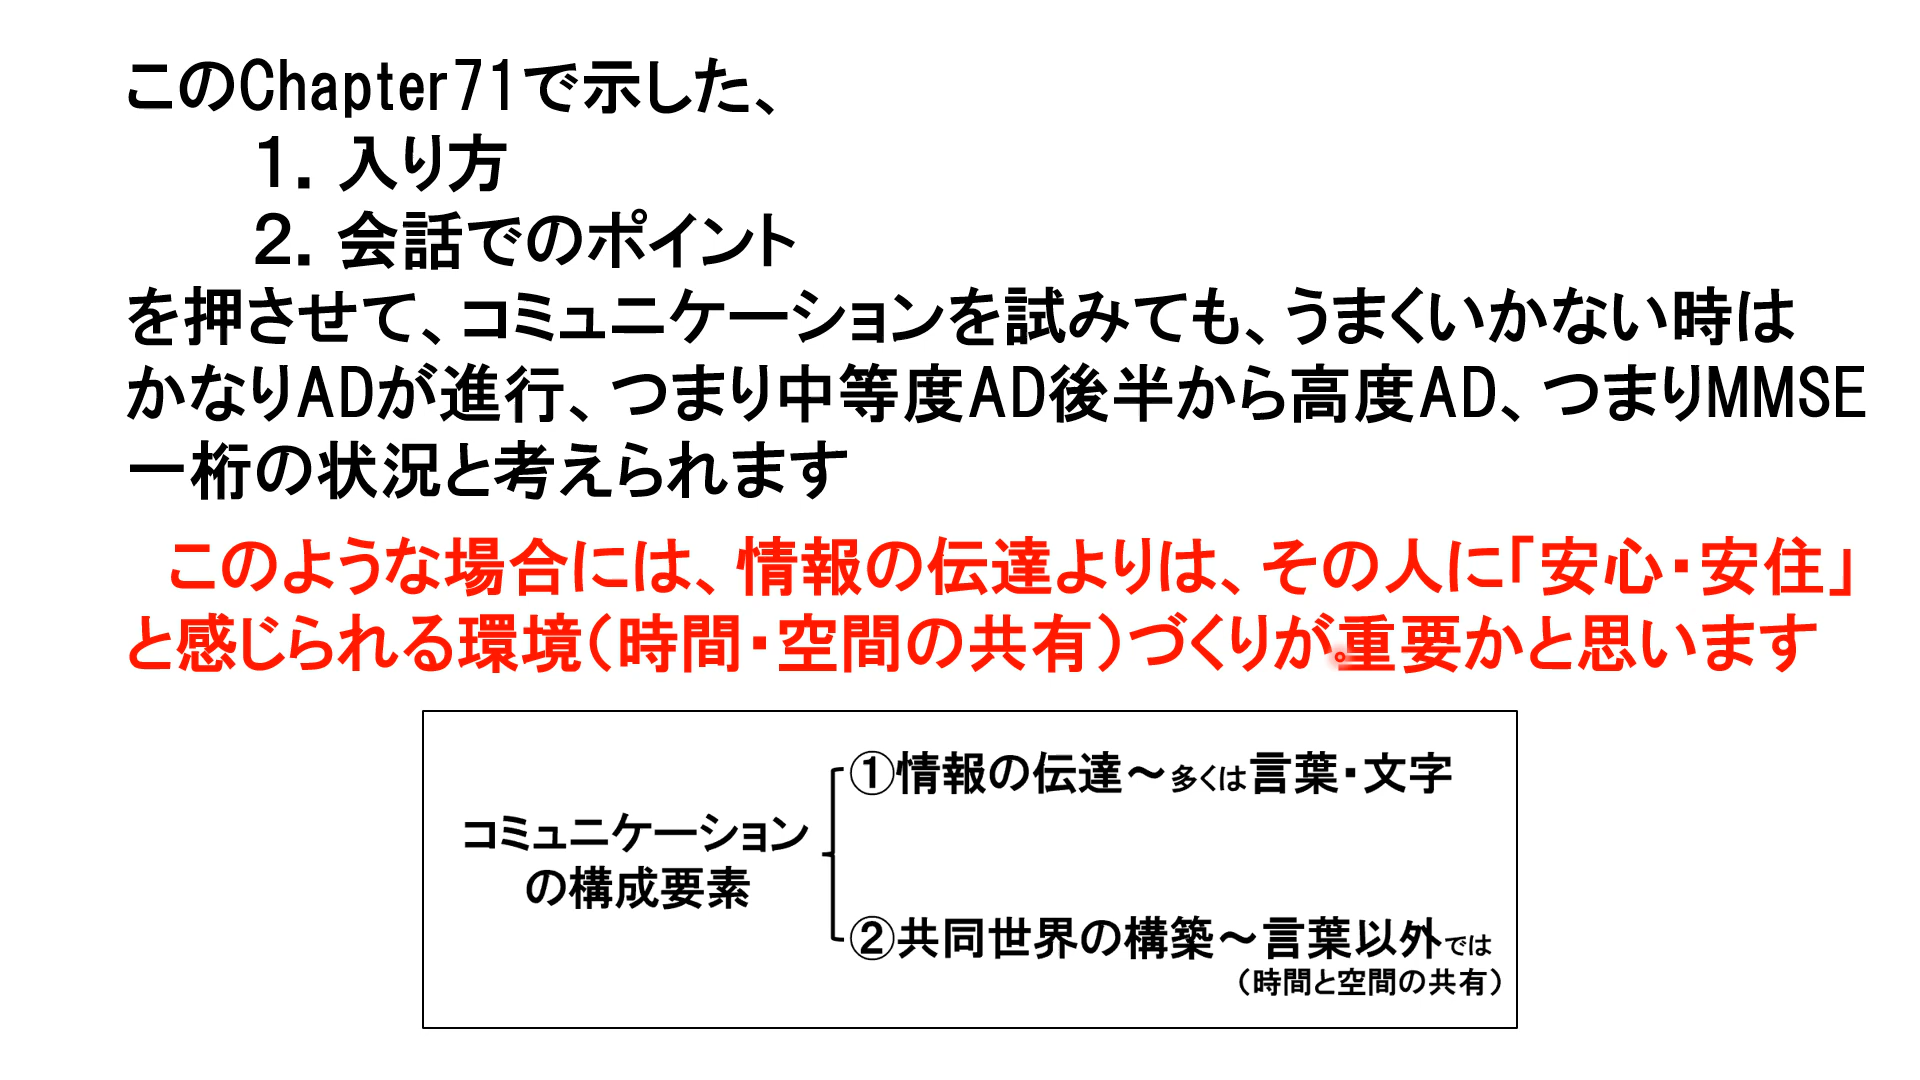 このChapter71で示した、
１．入り方
２．会話でのポイント
を押させて、コミュニケーションを試みても、うまくいかない時は
かなりADが進行、つまり中等度AD後半から高度AD、つまりMMSE
一桁の状況と考えられます
このような場合には、情報の伝達よりは、その人に「安心・安住」
と感じられる環境（時間・空間の共有）づくりが重要かと思います
①情報の伝達～多くは言葉・文字
コミュニケーション
の構成要素
②共同世界の構築～言葉以外では
（時間と空間の共有）